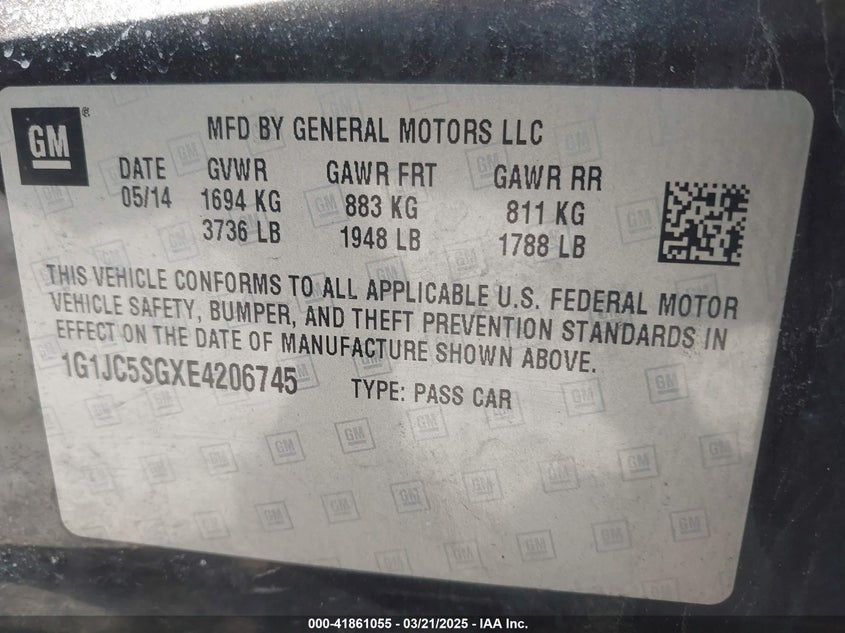 GM ®
MFD BY GENERAL MOTORS LLC
DATE GVWR GAWR FRT GAWR RR
05/14 1694 KG 883 KG 811 KG
3736 LB 1948 LB 1788 LB
THIS VEHICLE CONFORMS TO ALL APPLICABLE U.S. FEDERAL MOTOR
VEHICLE SAFETY, BUMPER, AND THEFT PREVENTION STANDARDS IN
EFFECT ON THE DATE OF MANUFACTURE SHOWN ABOVE.
1G1JC5SGXE4206745 TYPE: PASS CAR
000-41861055 — 03/21/2025 — IAA Inc.